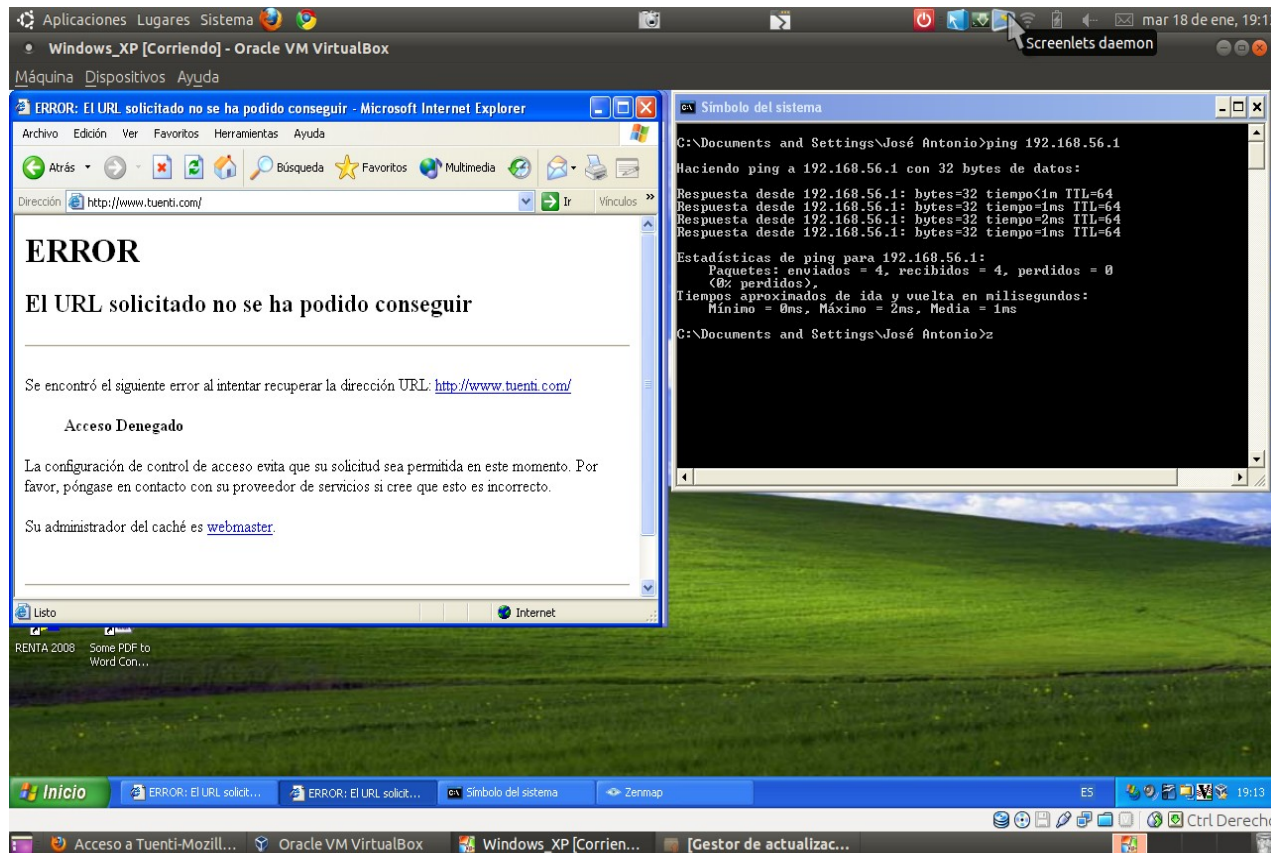 Aplicaciones Lugares Sistema
mar 18 de ene, 19:1
Screenlets daemon
Windows_XP [Corriendo] - Oracle VM VirtualBox
Máquina Dispositivos Ayuda
ERROR: El URL solicitado no se ha podido conseguir - Microsoft Internet Explorer
Archivo Edición Ver Favoritos Herramientas Ayuda
Atrás Búsqueda Favoritos Multimedia
Dirección http://www.tuenti.com/ Ir Vínculos »
ERROR
El URL solicitado no se ha podido conseguir
Se encontró el siguiente error al intentar recuperar la dirección URL: http://www.tuenti.com/
Acceso Denegado
La configuración de control de acceso evita que su solicitud sea permitida en este momento. Por
favor, póngase en contacto con su proveedor de servicios si cree que esto es incorrecto.
Su administrador del caché es webmaster.
Listo Internet
Símbolo del sistema
C:\Documents and Settings\José Antonio>ping 192.168.56.1
Haciendo ping a 192.168.56.1 con 32 bytes de datos:
Respuesta desde 192.168.56.1: bytes=32 tiempo<1m TTL=64
Respuesta desde 192.168.56.1: bytes=32 tiempo=1ms TTL=64
Respuesta desde 192.168.56.1: bytes=32 tiempo=2ms TTL=64
Respuesta desde 192.168.56.1: bytes=32 tiempo=1ms TTL=64
Estadísticas de ping para 192.168.56.1:
Paquetes: enviados = 4, recibidos = 4, perdidos = 0
(0% perdidos),
Tiempos aproximados de ida y vuelta en milisegundos:
Mínimo = 0ms, Máximo = 2ms, Media = 1ms
C:\Documents and Settings\José Antonio>z
RENTA 2008
Some PDF to
Word Con...
Inicio ERROR: El URL solicit... ERROR: El URL solicit... Símbolo del sistema Zenmap ES 19:13
Ctrl Derecho
Acceso a Tuenti-Mozill... Oracle VM VirtualBox Windows_XP [Corrien... [Gestor de actualizac...